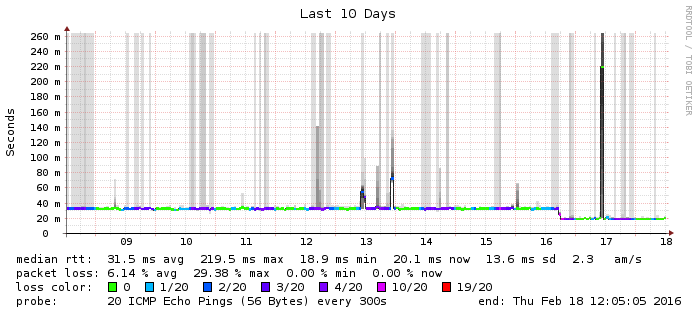 Last 10 Days
RRDTOOL / TOBI OETIKER
Seconds
260 m
240 m
220 m
200 m
180 m
160 m
140 m
120 m
100 m
80 m
60 m
40 m
20 m
0
09 10 11 12 13 14 15 16 17 18
median rtt: 31.5 ms avg 219.5 ms max 18.9 ms min 20.1 ms now 13.6 ms sd 2.3 am/s
packet loss: 6.14 % avg 29.38 % max 0.00 % min 0.00 % now
loss color: 0 1/20 2/20 3/20 4/20 10/20 19/20
probe: 20 ICMP Echo Pings (56 Bytes) every 300s end: Thu Feb 18 12:05:05 2016